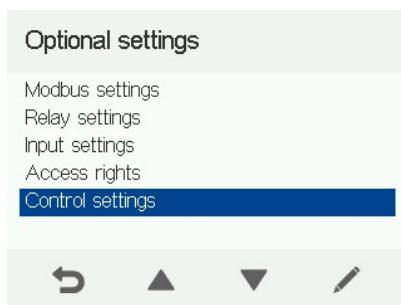 Optional settings
Modbus settings
Relay settings
Input settings
Access rights
Control settings